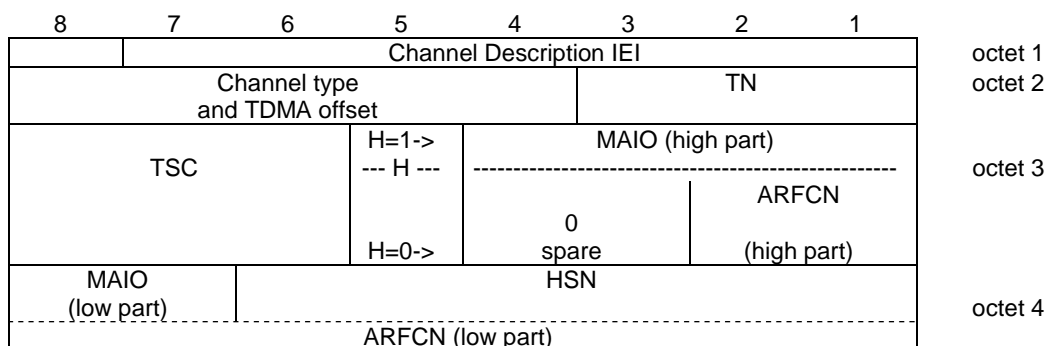 8 7 6 5 4 3 2 1
Channel Description IEI octet 1
Channel type TN octet 2
and TDMA offset
H=1-> MAIO (high part)
TSC --- H --- ------------------------------------------------------ octet 3
ARFCN
0
H=0-> spare (high part)
MAIO HSN
(low part) octet 4
ARFCN (low part)